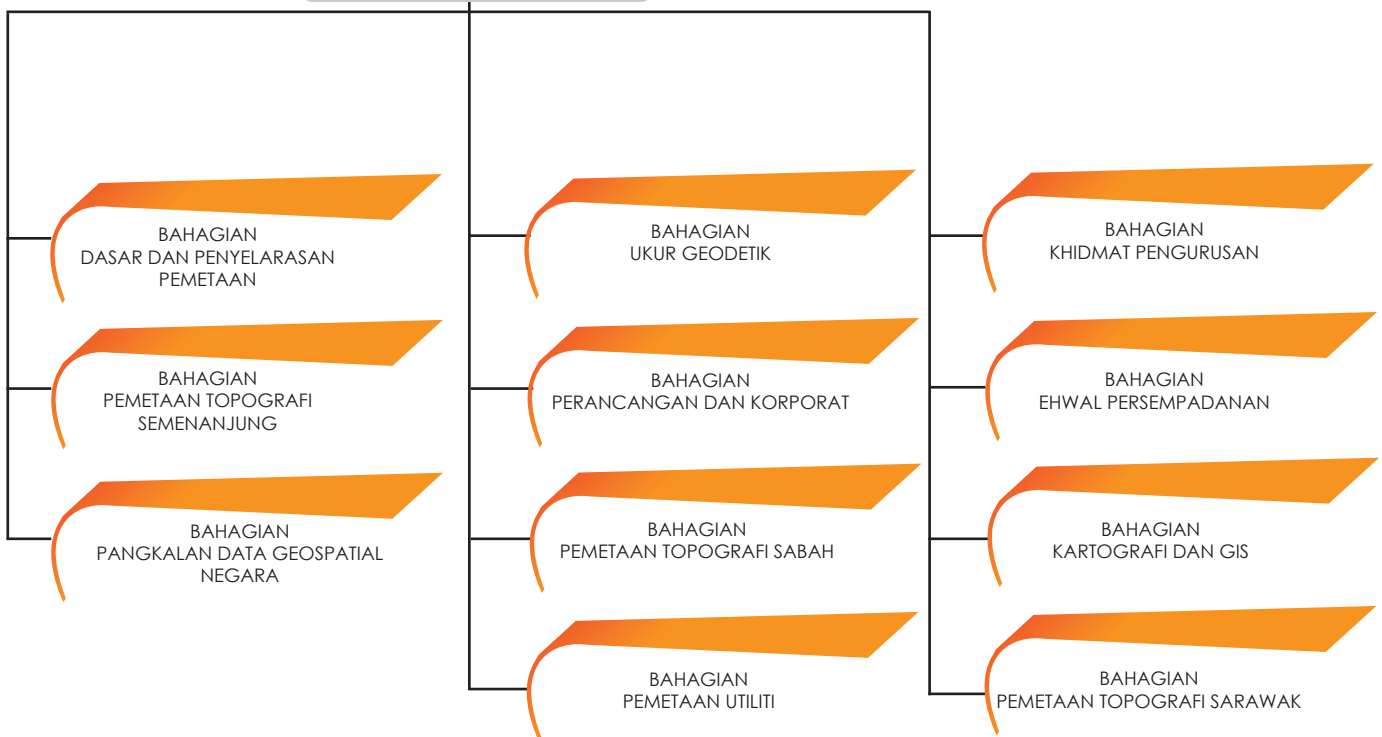 BAHAGIAN
DASAR DAN PENYELARASAN
PEMETAAN
BAHAGIAN
PEMETAAN TOPOGRAFI
SEMENANJUNG
BAHAGIAN
PANGKALAN DATA GEOSPATIAL
NEGARA
BAHAGIAN
UKUR GEODETIK
BAHAGIAN
PERANCANGAN DAN KORPORAT
BAHAGIAN
PEMETAAN TOPOGRAFI SABAH
BAHAGIAN
PEMETAAN UTILITI
BAHAGIAN
KHIDMAT PENGURUSAN
BAHAGIAN
EHWAL PERSEMPADANAN
BAHAGIAN
KARTOGRAFI DAN GIS
BAHAGIAN
PEMETAAN TOPOGRAFI SARAWAK